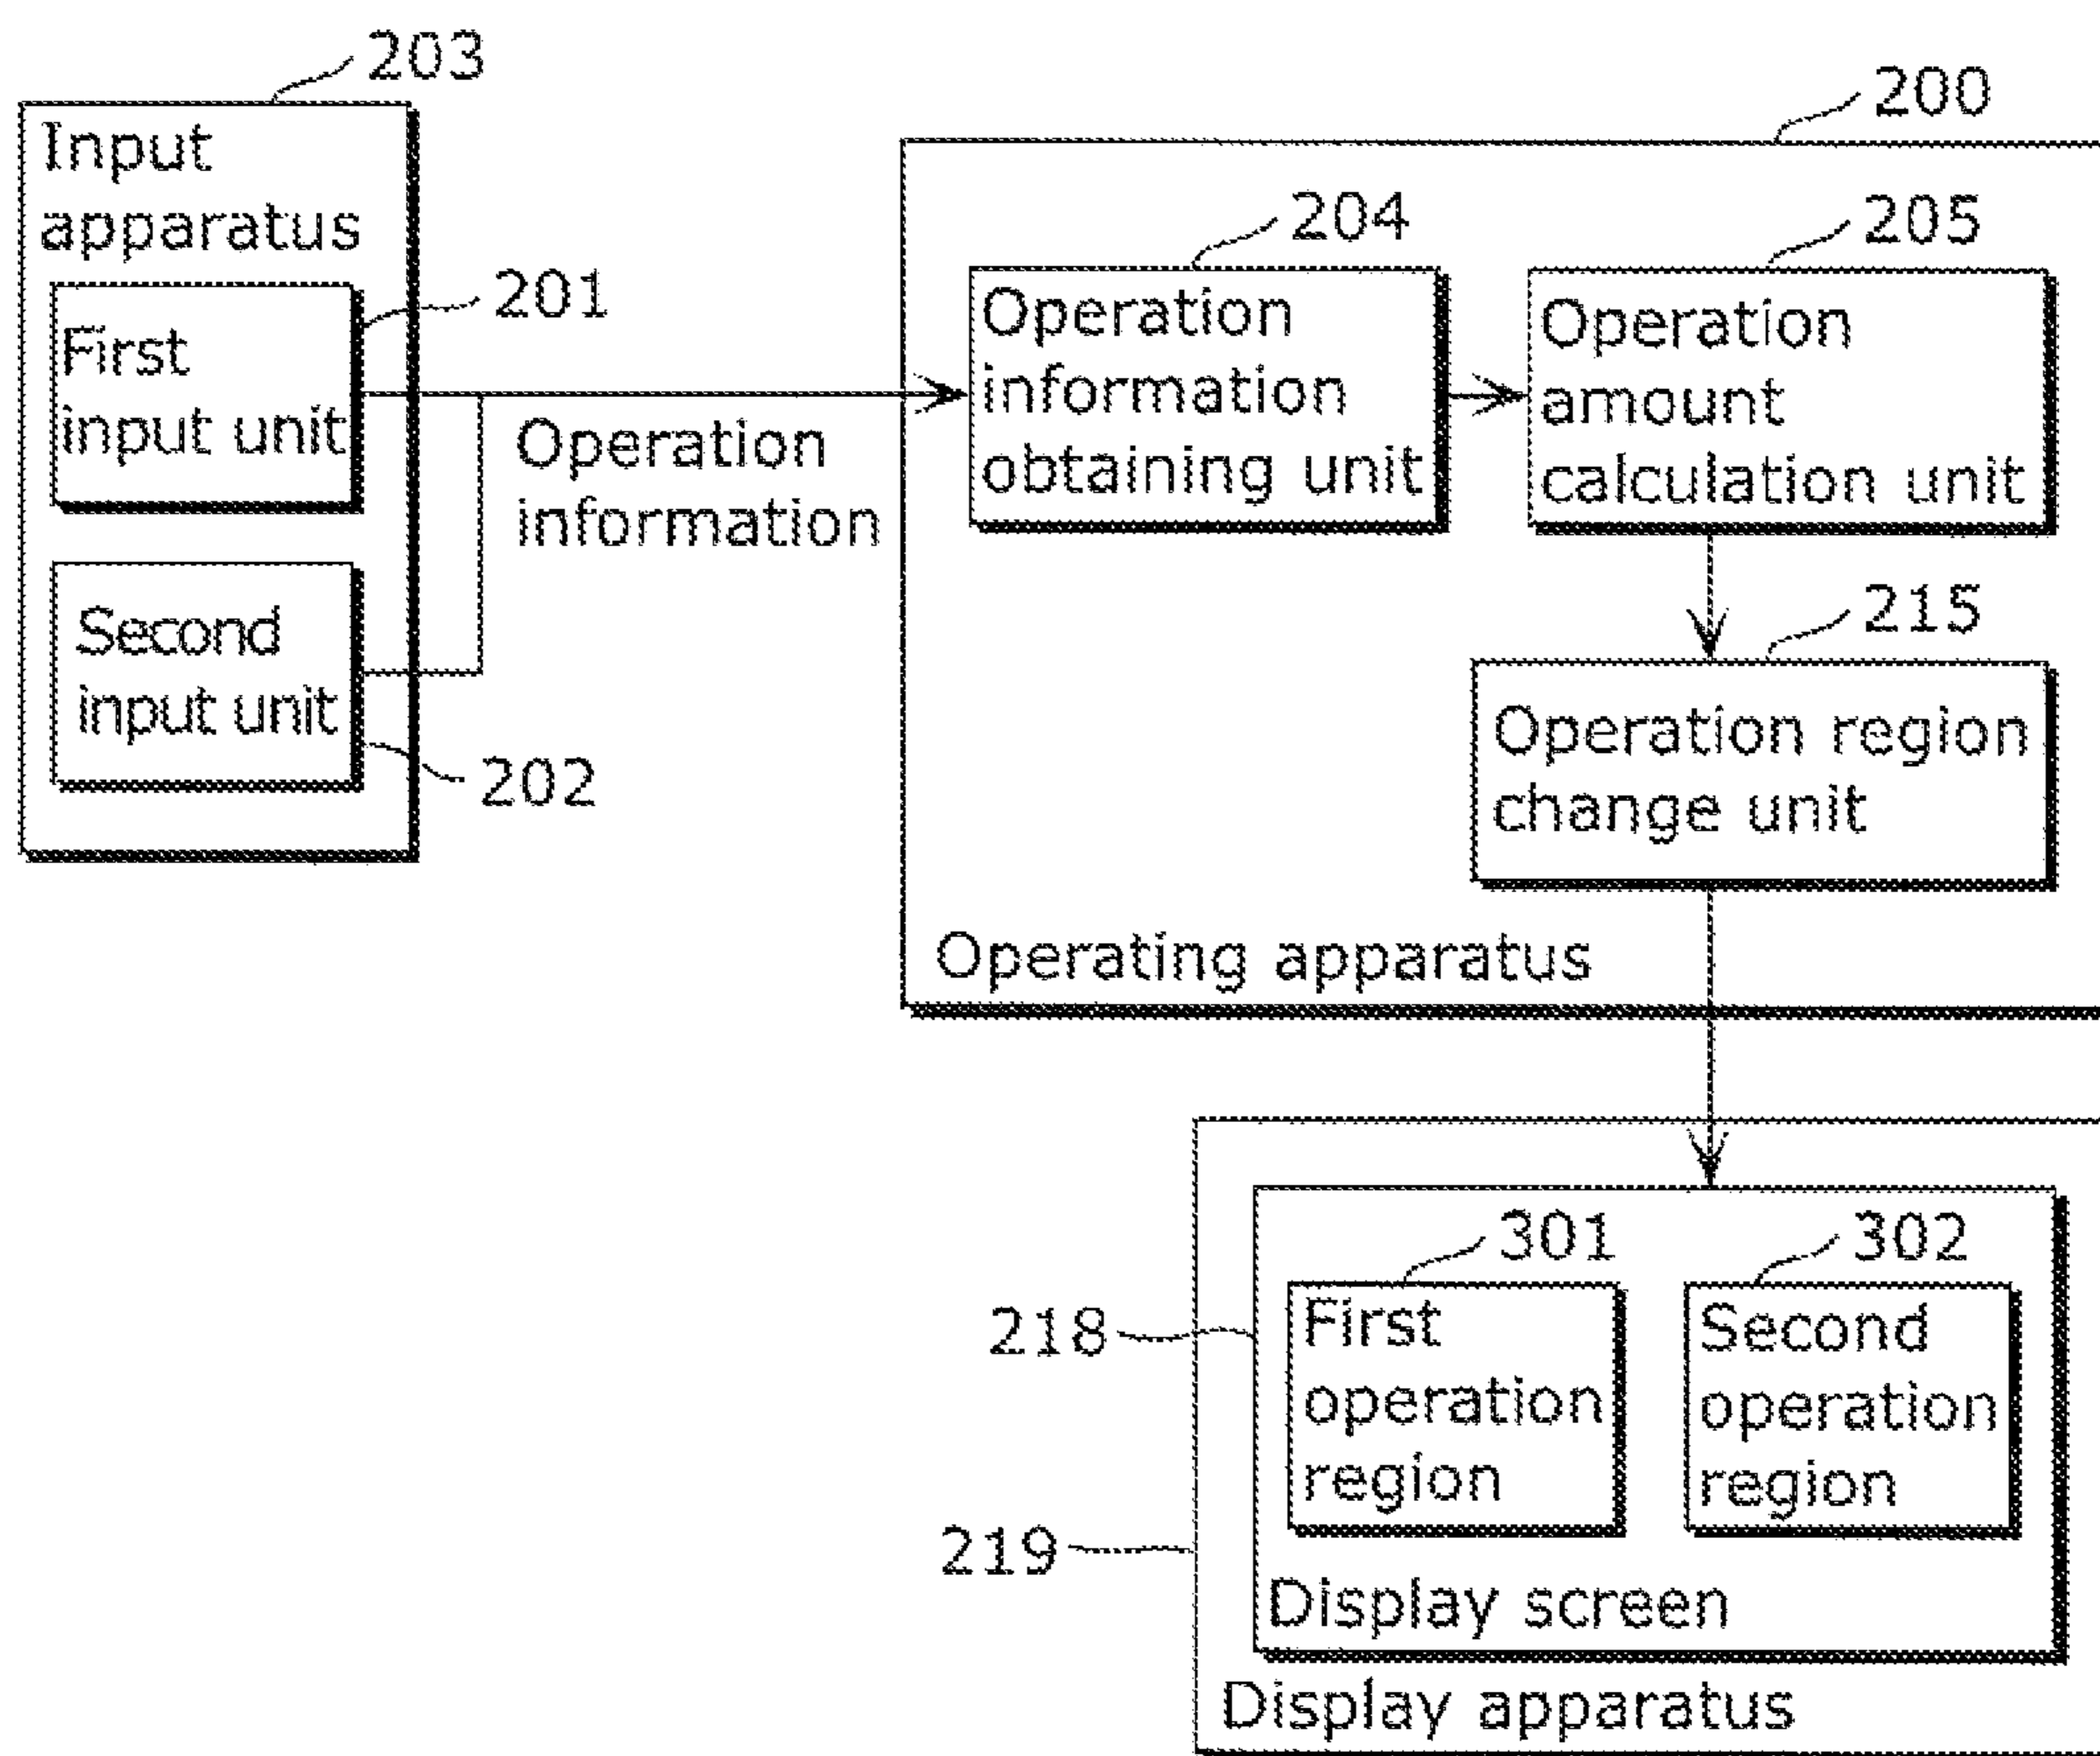 203
Input
apparatus
201
First
input unit
Second
input unit
202
Operation
information
200
204
Operation
information
obtaining unit
205
Operation
amount
calculation unit
215
Operation region
change unit
Operating apparatus
218
219
301
First
operation
region
302
Second
operation
region
Display screen
Display apparatus